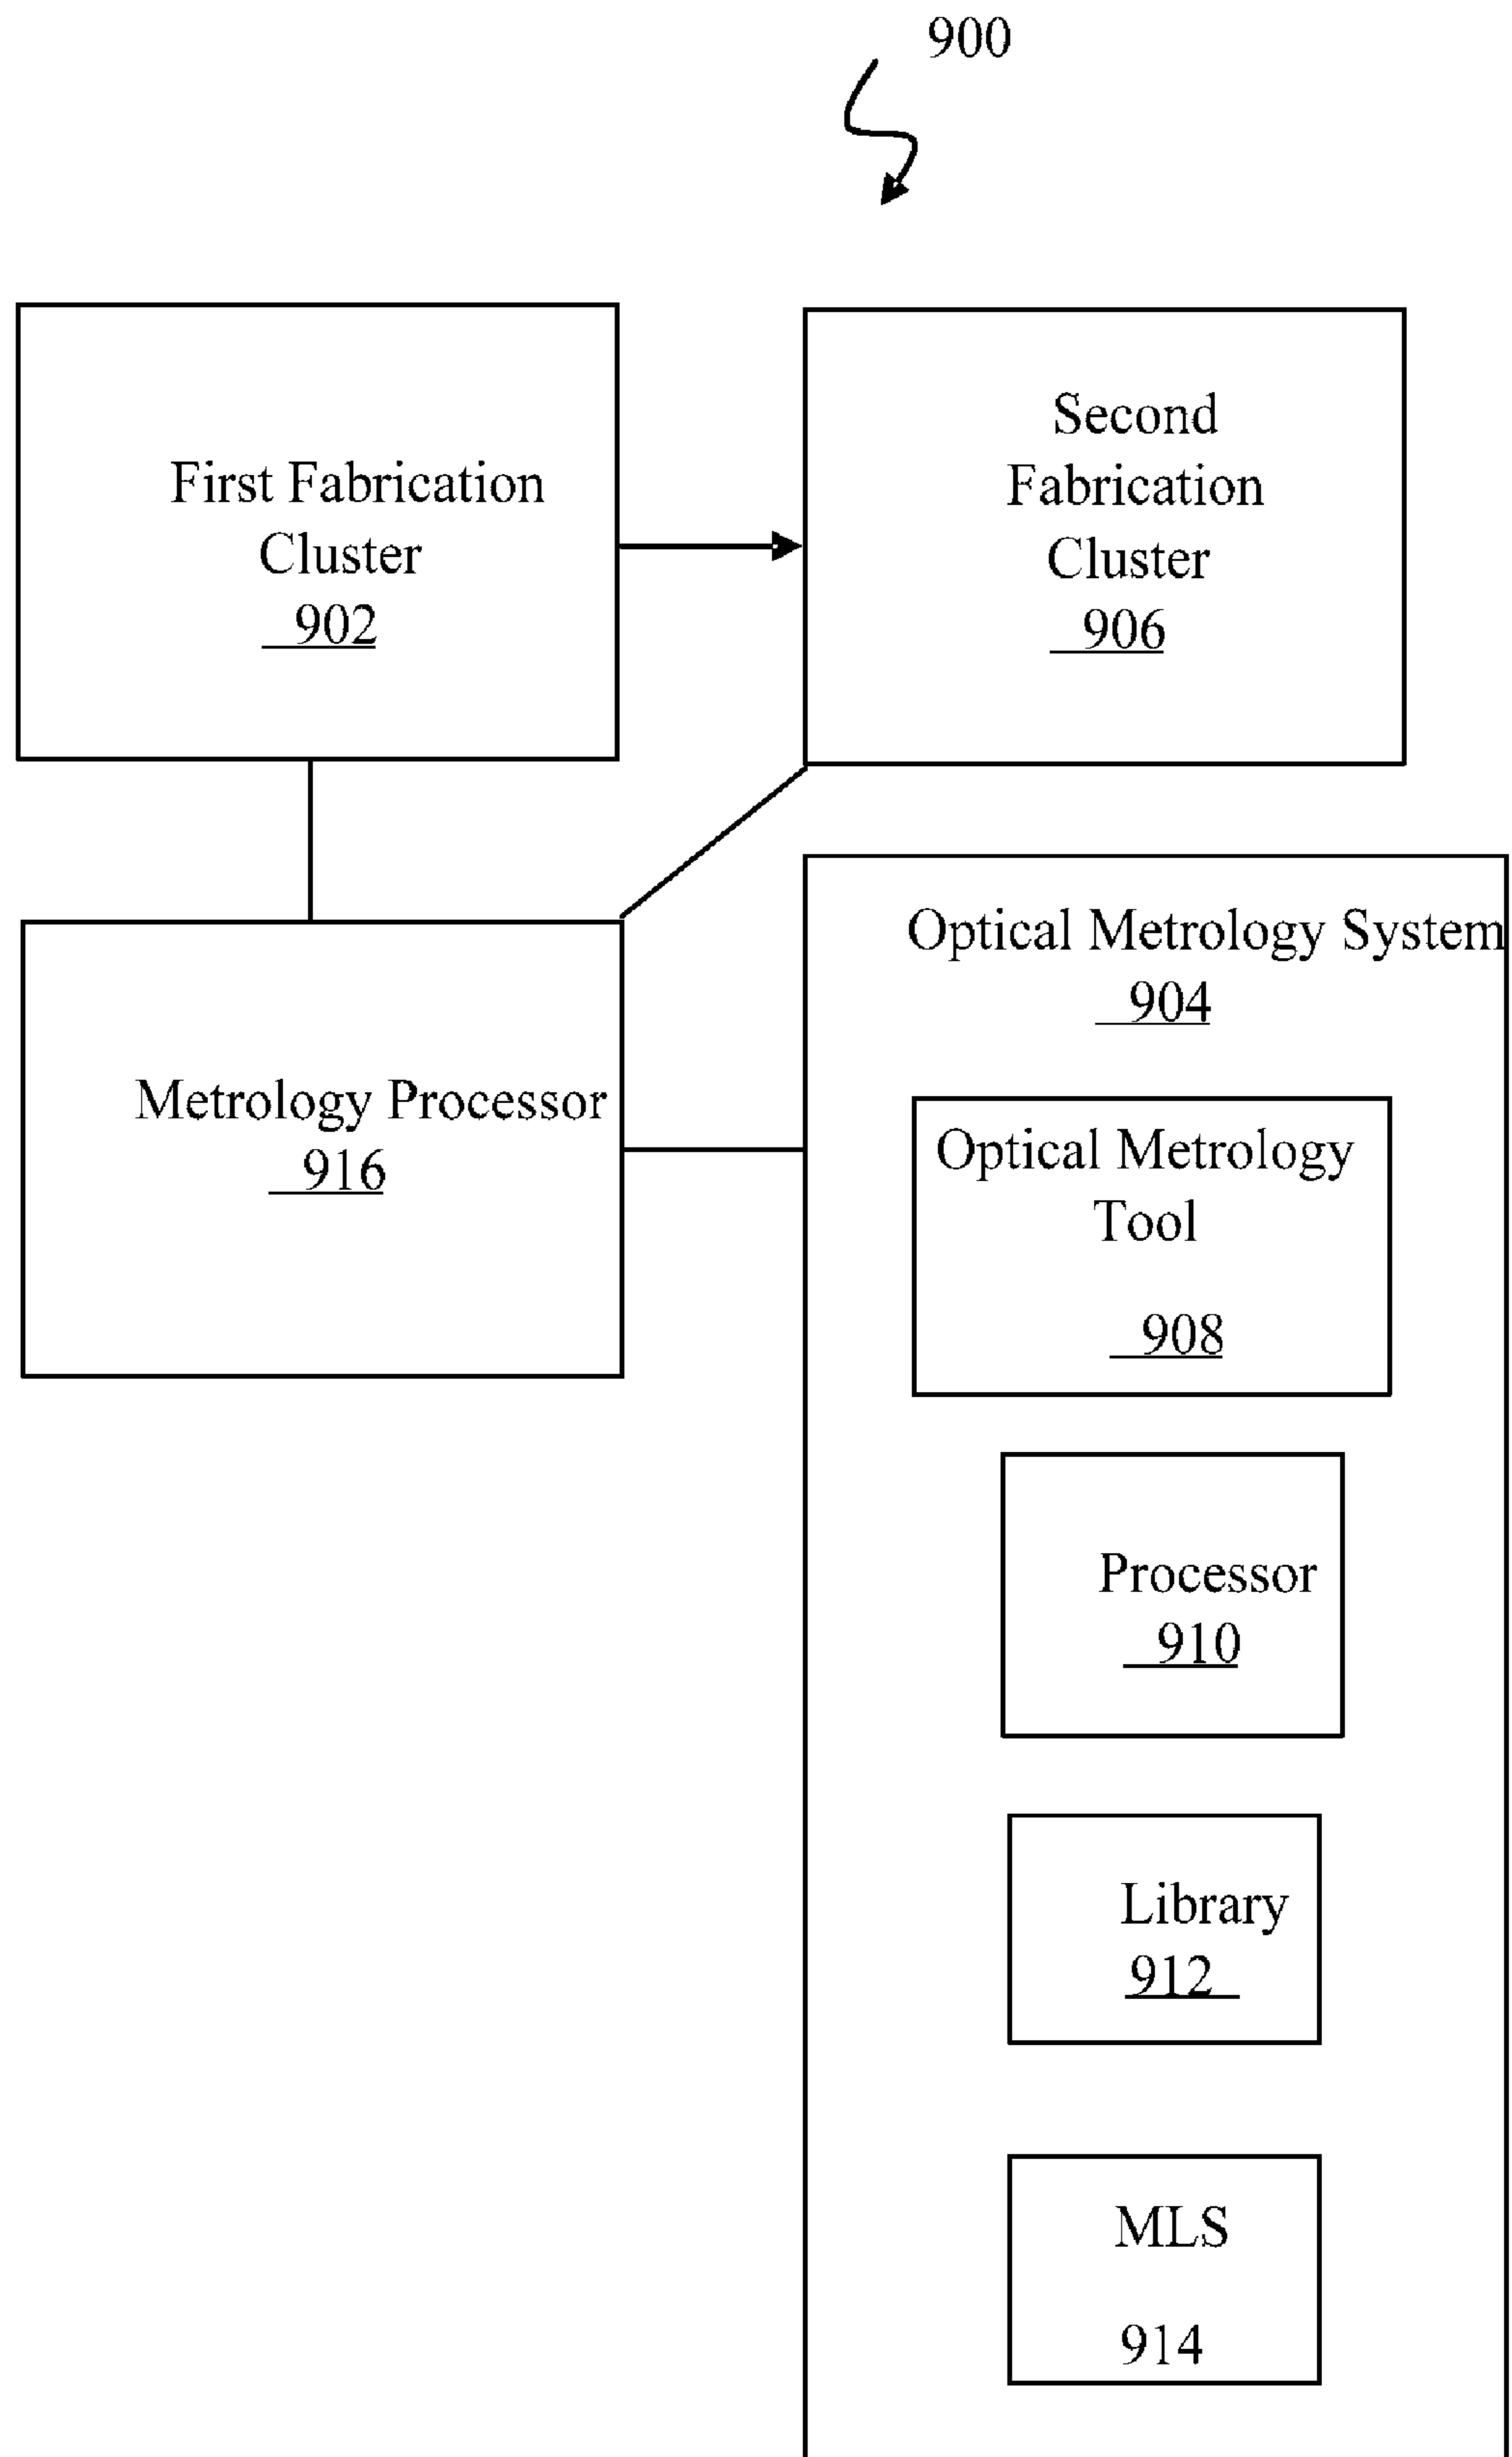 900
First Fabrication
Cluster
902
Second
Fabrication
Cluster
906
Optical Metrology System
904
Metrology Processor
916
Optical Metrology
Tool
908
Processor
910
Library
912
MLS
914